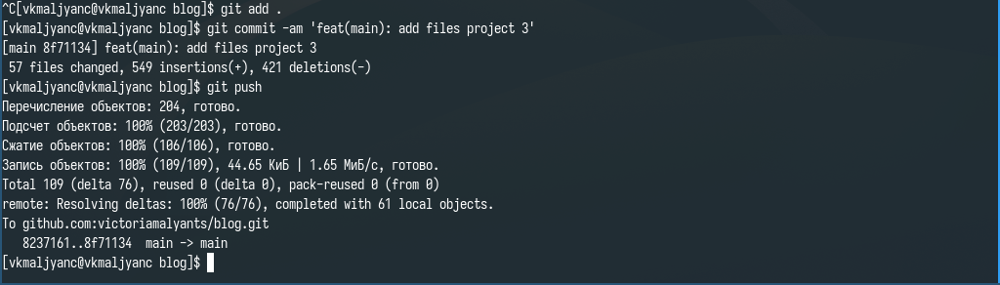 ^C[vkmaljyanc@vkmaljyanc blog]$ git add .
[vkmaljyanc@vkmaljyanc blog]$ git commit -am 'feat(main): add files project 3'
[main 8f71134] feat(main): add files project 3
 57 files changed, 549 insertions(+), 421 deletions(-)
[vkmaljyanc@vkmaljyanc blog]$ git push
Перечисление объектов: 204, готово.
Подсчет объектов: 100% (203/203), готово.
Сжатие объектов: 100% (106/106), готово.
Запись объектов: 100% (109/109), 44.65 КиБ | 1.65 МиБ/с, готово.
Total 109 (delta 76), reused 0 (delta 0), pack-reused 0 (from 0)
remote: Resolving deltas: 100% (76/76), completed with 61 local objects.
To github.com:victoriamalyants/blog.git
   8237161..8f71134  main -> main
[vkmaljyanc@vkmaljyanc blog]$